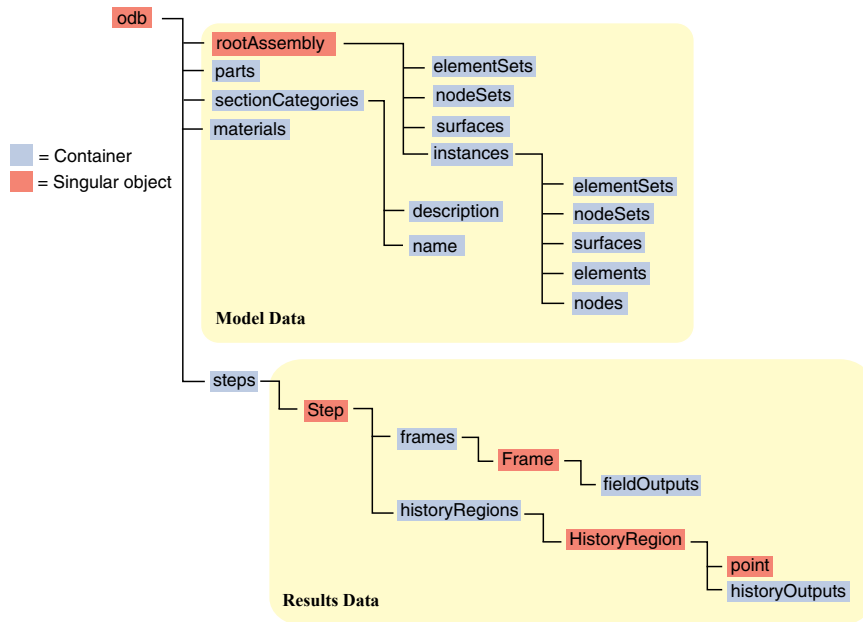 odb
rootAssembly
parts
sectionCategories
materials
= Container
= Singular object
elementSets
nodeSets
surfaces
instances
elementSets
nodeSets
surfaces
elements
nodes
description
name
Model Data
steps
Step
frames
Frame
fieldOutputs
historyRegions
HistoryRegion
point
historyOutputs
Results Data